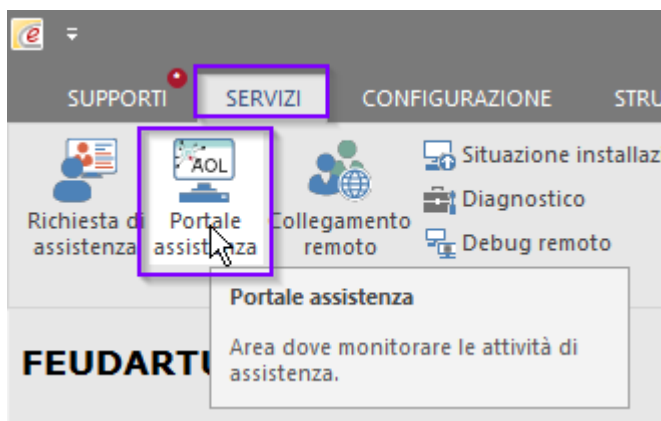 SUPPORTI SERVIZI CONFIGURAZIONE STRU
AOL
Richiesta di assistenza
Portale assistenza
Collegamento remoto
Situazione installaz
Diagnostico
Debug remoto
Portale assistenza
Area dove monitorare le attività di
assistenza.
FEUDARTU